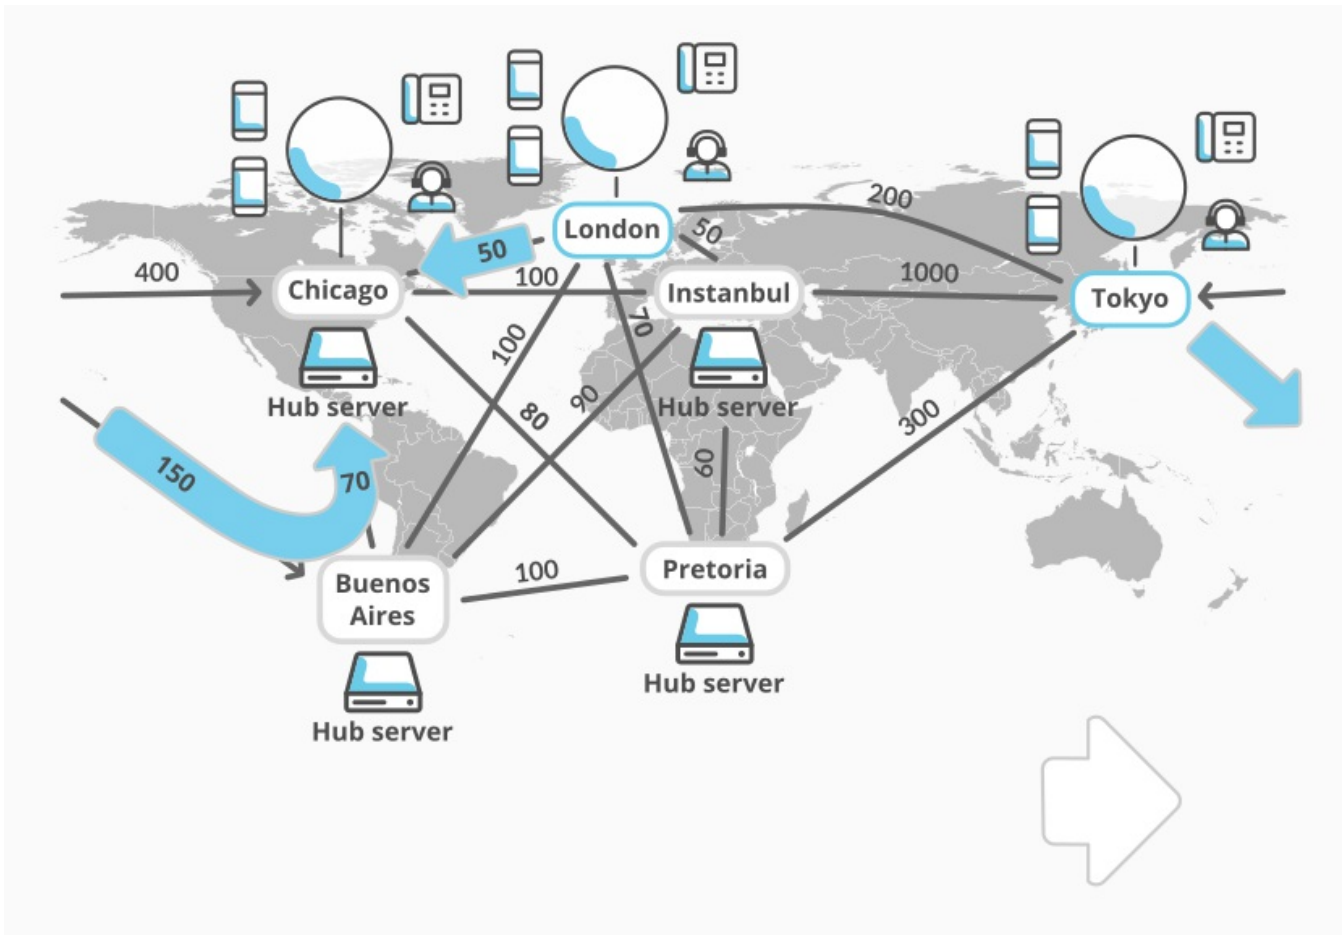 London
200
50
50
400
Chicago
100
Instanbul
1000
Tokyo
100
70
Hub server
Hub server
90
80
300
150
70
60
Buenos
Aires
100
Pretoria
Hub server
Hub server